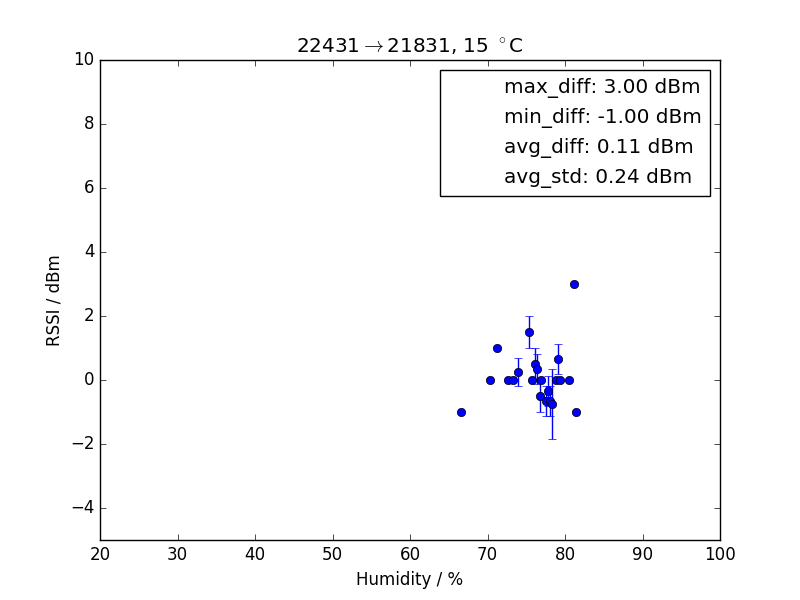 22431→21831, 15 °C
max_diff: 3.00 dBm
min_diff: -1.00 dBm
avg_diff: 0.11 dBm
avg_std: 0.24 dBm
10
8
6
4
2
0
−2
−4
RSSI / dBm
20 30 40 50 60 70 80 90 100
Humidity / %